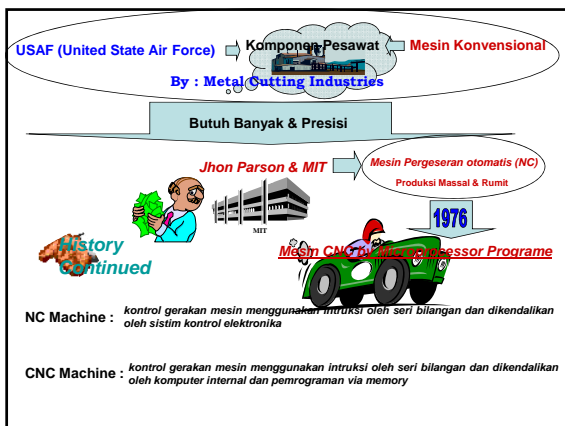 USAF (United State Air Force)
Komponen Pesawat
Mesin Konvensional
By : Metal Cutting Industries
Butuh Banyak & Presisi
Jhon Parson & MIT
Mesin Pergeseran otomatis (NC)
Produksi Massal & Rumit
MIT
1976
History
Continued
Mesin CNC by Microprosessor Programe
NC Machine : kontrol gerakan mesin menggunakan intruksi oleh seri bilangan dan dikendalikan
oleh sistim kontrol elektronika
CNC Machine : kontrol gerakan mesin menggunakan intruksi oleh seri bilangan dan dikendalikan
oleh komputer internal dan pemrograman via memory